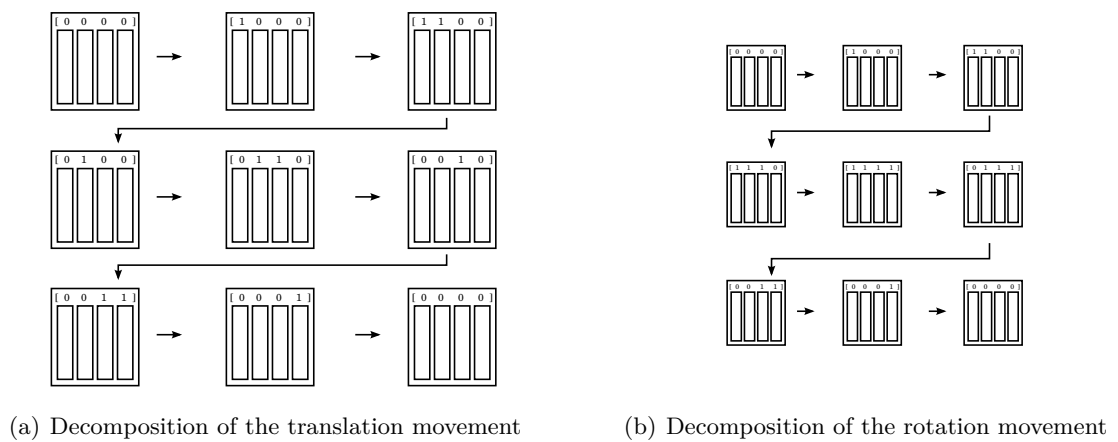 [ 0 0 0 0 ] [ 1 0 0 0 ] [ 1 1 0 0 ]
[ 0 1 0 0 ] [ 0 1 1 0 ] [ 0 0 1 0 ]
[ 0 0 1 1 ] [ 0 0 0 1 ] [ 0 0 0 0 ]
(a) Decomposition of the translation movement
[ 0 0 0 0 ] [ 1 0 0 0 ] [ 1 1 0 0 ]
[ 1 1 1 0 ] [ 1 1 1 1 ] [ 0 1 1 1 ]
[ 0 0 1 1 ] [ 0 0 0 1 ] [ 0 0 0 0 ]
(b) Decomposition of the rotation movement